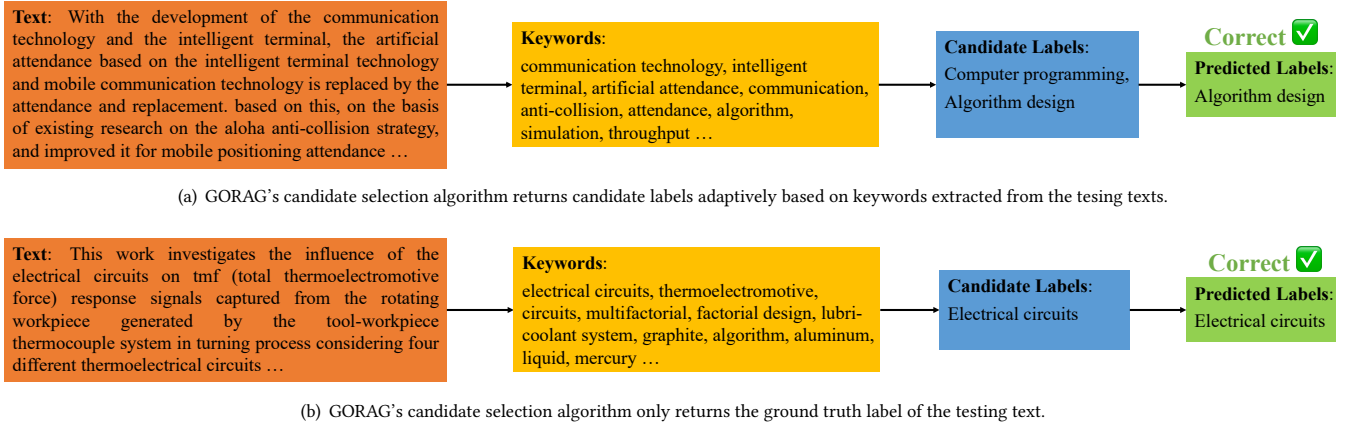 Text: With the development of the communication
technology and the intelligent terminal, the artificial
attendance based on the intelligent terminal technology
and mobile communication technology is replaced by the
attendance and replacement. based on this, on the basis
of existing research on the aloha anti-collision strategy,
and improved it for mobile positioning attendance …
Keywords:
communication technology, intelligent
terminal, artificial attendance, communication,
anti-collision, attendance, algorithm,
simulation, throughput …
Candidate Labels:
Computer programming,
Algorithm design
Correct ✅
Predicted Labels:
Algorithm design
(a) GORAG's candidate selection algorithm returns candidate labels adaptively based on keywords extracted from the tesing texts.
Text: This work investigates the influence of the
electrical circuits on tmf (total thermoelectromotive
force) response signals captured from the rotating
workpiece generated by the tool-workpiece
thermocouple system in turning process considering four
different thermoelectrical circuits …
Keywords:
electrical circuits, thermoelectromotive,
circuits, multifactorial, factorial design, lubri-
coolant system, graphite, algorithm, aluminum,
liquid, mercury …
Candidate Labels:
Electrical circuits
Correct ✅
Predicted Labels:
Electrical circuits
(b) GORAG's candidate selection algorithm only returns the ground truth label of the testing text.